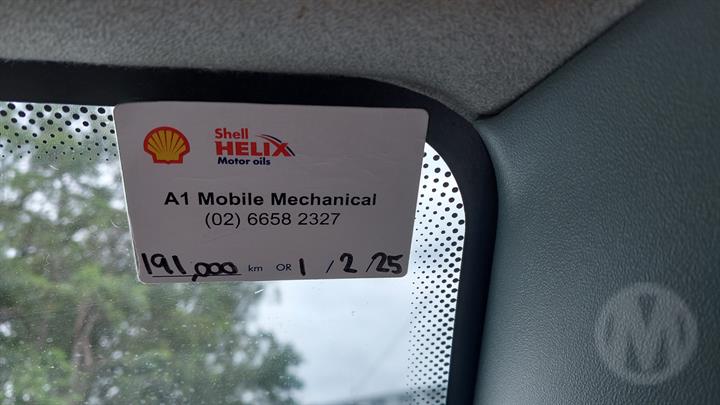 Shell
HELIX
Motor oils
A1 Mobile Mechanical
(02) 6658 2327
191,000 km OR 1 / 2 / 25
M